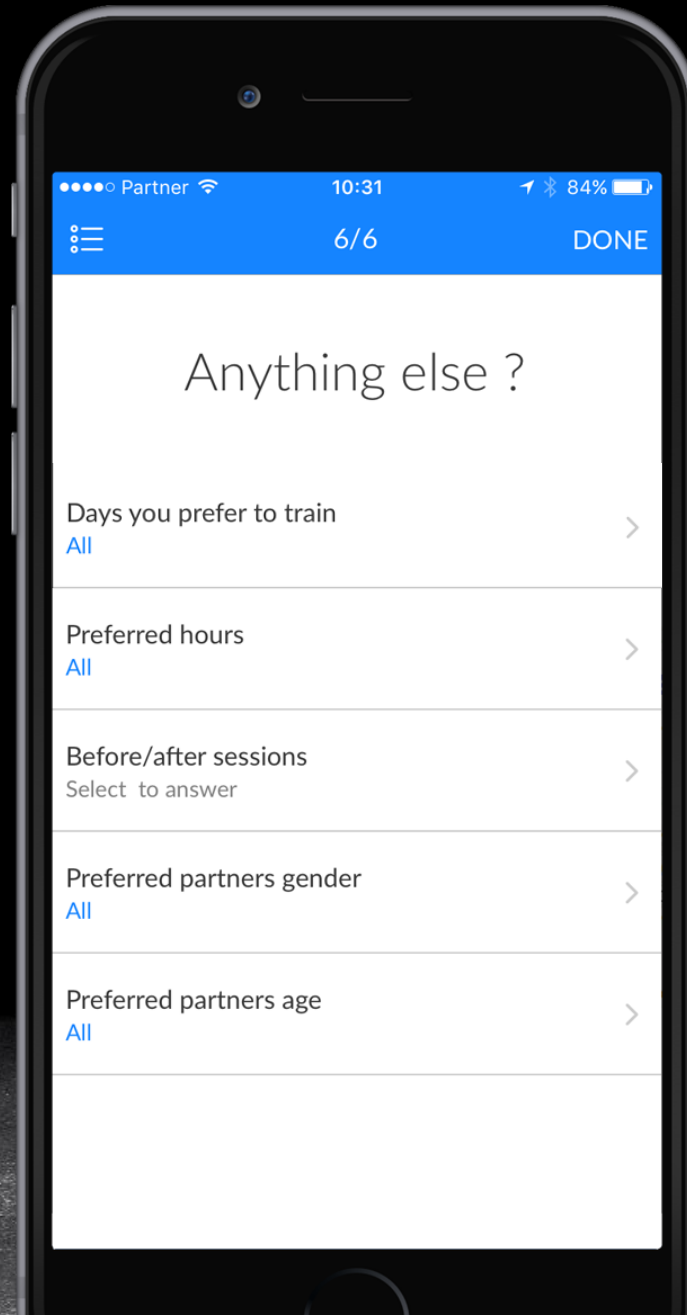 Partner 10:31 84%
6/6 DONE
Anything else ?
Days you prefer to train
All
Preferred hours
All
Before/after sessions
Select  to answer
Preferred partners gender
All
Preferred partners age
All